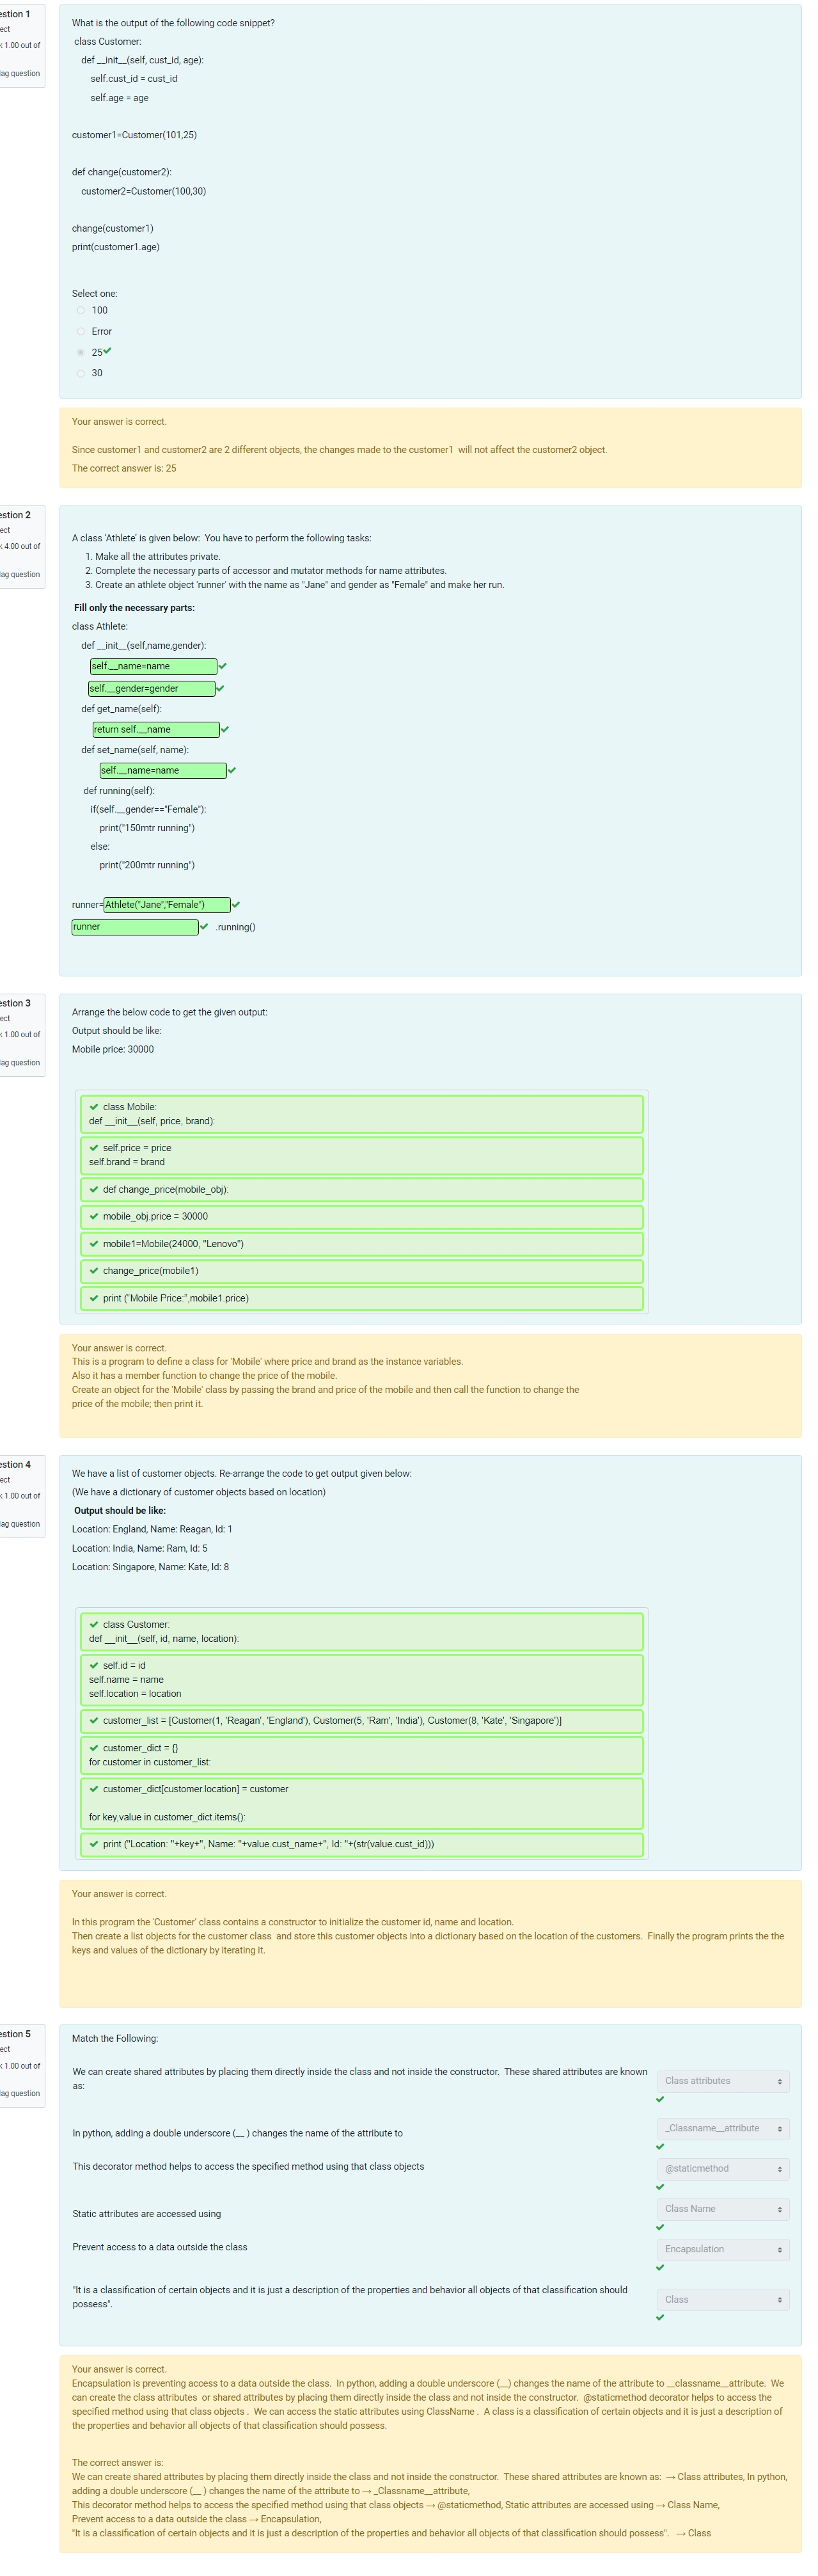 estion 1
ect
k 1.00 out of
lag question
What is the output of the following code snippet?
class Customer:
def __init__(self, cust_id, age):
self.cust_id = cust_id
self.age = age
customer1=Customer(101,25)
def change(customer2):
customer2=Customer(100,30)
change(customer1)
print(customer1.age)
Select one:
100
Error
25
30
Your answer is correct.
Since customer1 and customer2 are 2 different objects, the changes made to the customer1  will not affect the customer2 object.
The correct answer is: 25
estion 2
ect
k 4.00 out of
lag question
A class 'Athlete' is given below:  You have to perform the following tasks:
1. Make all the attributes private.
2. Complete the necessary parts of accessor and mutator methods for name attributes.
3. Create an athlete object 'runner' with the name as "Jane" and gender as "Female" and make her run.
Fill only the necessary parts:
class Athlete:
def __init__(self,name,gender):
self.__name=name
self.__gender=gender
def get_name(self):
return self.__name
def set_name(self, name):
self.__name=name
def running(self):
if(self.__gender=="Female"):
print("150mtr running")
else:
print("200mtr running")
runner=Athlete("Jane","Female")
runner .running()
estion 3
ect
k 1.00 out of
lag question
Arrange the below code to get the given output:
Output should be like:
Mobile price: 30000
class Mobile:
def __init__(self, price, brand):
self.price = price
self.brand = brand
def change_price(mobile_obj):
mobile_obj.price = 30000
mobile1=Mobile(24000, "Lenovo")
change_price(mobile1)
print ("Mobile Price:",mobile1.price)
Your answer is correct.
This is a program to define a class for 'Mobile' where price and brand as the instance variables.
Also it has a member function to change the price of the mobile.
Create an object for the 'Mobile' class by passing the brand and price of the mobile and then call the function to change the
price of the mobile; then print it.
estion 4
ect
k 1.00 out of
lag question
We have a list of customer objects. Re-arrange the code to get output given below:
(We have a dictionary of customer objects based on location)
Output should be like:
Location: England, Name: Reagan, Id: 1
Location: India, Name: Ram, Id: 5
Location: Singapore, Name: Kate, Id: 8
class Customer:
def __init__(self, id, name, location):
self.id = id
self.name = name
self.location = location
customer_list = [Customer(1, 'Reagan', 'England'), Customer(5, 'Ram', 'India'), Customer(8, 'Kate', 'Singapore')]
customer_dict = {}
for customer in customer_list:
customer_dict[customer.location] = customer
for key,value in customer_dict.items():
print ("Location: "+key+", Name: "+value.cust_name+", Id: "+(str(value.cust_id)))
Your answer is correct.
In this program the 'Customer' class contains a constructor to initialize the customer id, name and location.
Then create a list objects for the customer class  and store this customer objects into a dictionary based on the location of the customers.  Finally the program prints the the
keys and values of the dictionary by iterating it.
estion 5
ect
k 1.00 out of
lag question
Match the Following:
We can create shared attributes by placing them directly inside the class and not inside the constructor.  These shared attributes are known
as:
Class attributes
In python, adding a double underscore (__ ) changes the name of the attribute to
_Classname__attribute
This decorator method helps to access the specified method using that class objects
@staticmethod
Static attributes are accessed using
Class Name
Prevent access to a data outside the class
Encapsulation
"It is a classification of certain objects and it is just a description of the properties and behavior all objects of that classification should
possess".
Class
Your answer is correct.
Encapsulation is preventing access to a data outside the class.  In python, adding a double underscore (__) changes the name of the attribute to __classname__attribute.  We
can create the class attributes  or shared attributes by placing them directly inside the class and not inside the constructor.  @staticmethod decorator helps to access the
specified method using that class objects .  We can access the static attributes using ClassName .  A class is a classification of certain objects and it is just a description of
the properties and behavior all objects of that classification should possess.
The correct answer is:
We can create shared attributes by placing them directly inside the class and not inside the constructor.  These shared attributes are known as:  → Class attributes, In python,
adding a double underscore (__ ) changes the name of the attribute to → _Classname__attribute,
This decorator method helps to access the specified method using that class objects → @staticmethod, Static attributes are accessed using → Class Name,
Prevent access to a data outside the class → Encapsulation,
"It is a classification of certain objects and it is just a description of the properties and behavior all objects of that classification should possess".   → Class